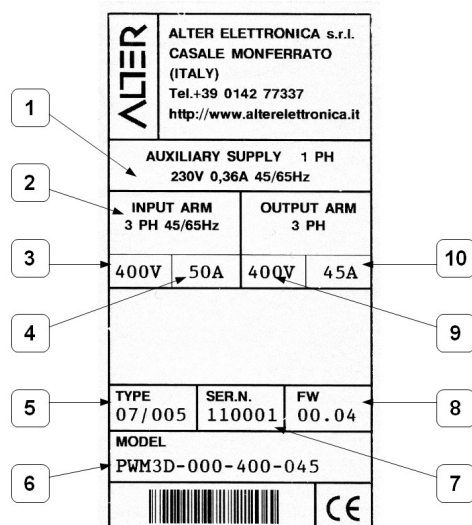 ALTER
ALTER ELETTRONICA s.r.l.
CASALE MONFERRATO
(ITALY)
Tel.+39 0142 77337
http://www.alterelettronica.it
1
AUXILIARY SUPPLY 1 PH
230V 0,36A 45/65Hz
2
INPUT ARM
3 PH 45/65Hz
OUTPUT ARM
3 PH
3
400V 50A 400V 45A
10
4
9
5
TYPE
07/005
SER.N.
110001
FW
00.04
8
MODEL
PWM3D-000-400-045
6
7
CE